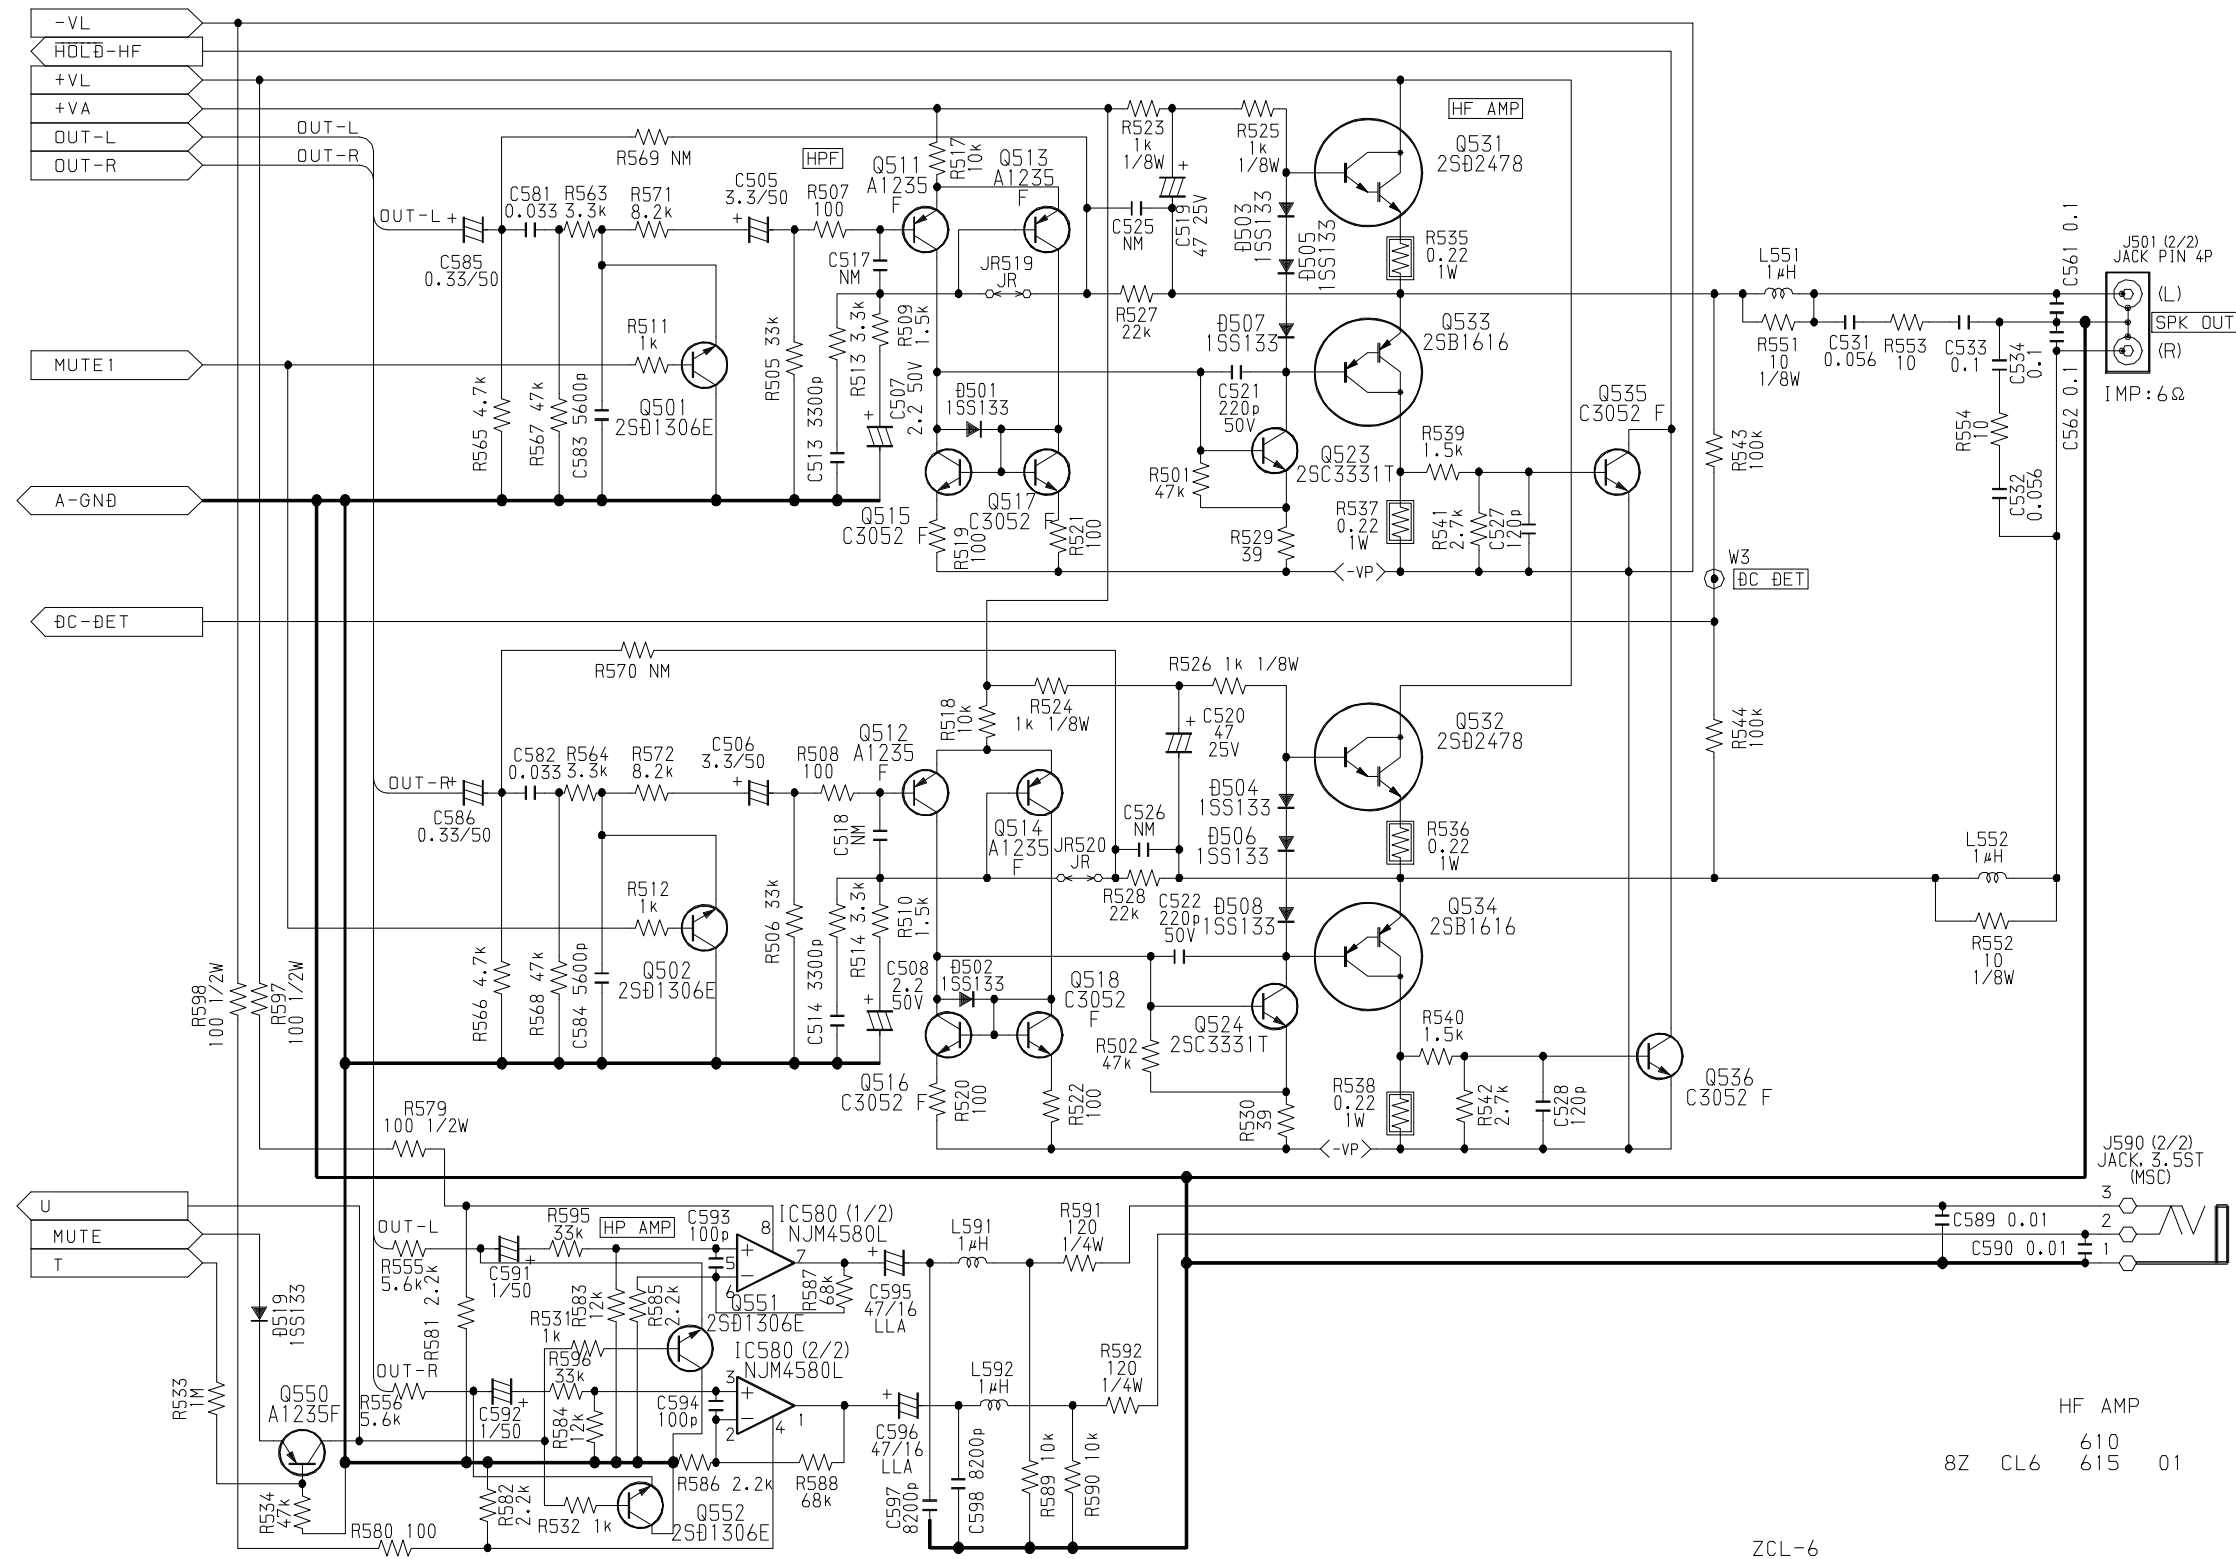 -VL
HOLD-HF
+VL
+VA
OUT-L
OUT-R
OUT-L
OUT-R
R569 NM
HPF
Q511
A1235
F
R517
10k
Q513
A1235
F
R523
1k
1/8W
R525
1k
1/8W
HF AMP
Q531
2SD2478
OUT-L
+
C585
0.33/50
C581
0.033
R563
3.3k
R571
8.2k
C505
3.3/50
+
R507
100
C517
NM
C525
NM
+
C519
47 25V
D503
1SS133
D505
1SS133
R535
0.22
1W
JR519
JR
R527
22k
L551
1μH
R551
10
1/8W
C531
0.056
R553
10
C533
0.1
C534
0.1
C561 0.1
J501 (2/2)
JACK PIN 4P
(L)
SPK OUT
(R)
IMP:6Ω
MUTE1
R511
1k
Q501
2SD1306E
R565 4.7k
R567 47k
C583 5600p
R505 33k
C513 3300p
R513 3.3k
R509
1.5k
+
C507
2.2 50V
D501
1SS133
D507
1SS133
Q533
2SB1616
C521
220p
50V
Q523
2SC3331T
R501
47k
R529
39
R539
1.5k
Q535
C3052 F
R537
0.22
1W
R541
2.7k
C527
120p
R543
100k
R554
10
C532
0.056
C562 0.1
A-GND
Q515
C3052 F
Q517
C3052 F
R519
100
R521
100
-VP
W3
DC DET
DC-DET
R570 NM
R518
10k
R524
1k 1/8W
R526 1k 1/8W
+
C520
47
25V
Q532
2SD2478
R544
100k
OUT-R
+
C586
0.33/50
C582
0.033
R564
3.3k
R572
8.2k
C506
3.3/50
+
R508
100
Q512
A1235
F
C518
NM
Q514
A1235
F
JR520
JR
C526
NM
R528
22k
D504
1SS133
D506
1SS133
R536
0.22
1W
L552
1μH
R552
10
1/8W
R512
1k
Q502
2SD1306E
R566 4.7k
R568 47k
C584 5600p
R506 33k
C514 3300p
R514 3.3k
R510
1.5k
+
C508
2.2
50V
D502
1SS133
Q518
C3052
F
C522
220p
50V
D508
1SS133
Q534
2SB1616
Q524
2SC3331T
R502
47k
R540
1.5k
R598
100 1/2W
R597
100 1/2W
Q516
C3052 F
R520
100
R522
100
R530
39
R538
0.22
1W
R542
2.7k
C528
120p
Q536
C3052 F
-VP
R579
100 1/2W
J590 (2/2)
JACK, 3.5ST
(MSC)
3
2
1
U
MUTE
T
OUT-L
R555
5.6k
R595
33k
HP AMP
C593
100p
IC580 (1/2)
NJM4580L
8
+
5
7
-
6
C591
1/50
+
R581 2.2k
R583
12k
R585
2.2k
Q551
2SD1306E
R587
68k
+
C595
47/16
LLA
L591
1μH
R591
120
1/4W
C589 0.01
C590 0.01
D519
1SS133
R531
1k
OUT-R
R556
5.6k
R596
33k
IC580 (2/2)
NJM4580L
3
+
C594
100p
-
2
1
4
C592
1/50
+
R584
12k
+
C596
47/16
LLA
L592
1μH
R592
120
1/4W
R533
1M
Q550
A1235F
R534
47k
R580 100
R582
2.2k
R532 1k
R586 2.2k
Q552
2SD1306E
R588
68k
C597
8200p
C598 8200p
R589 10k
R590 10k
HF AMP
610
8Z CL6 615 01
ZCL-6